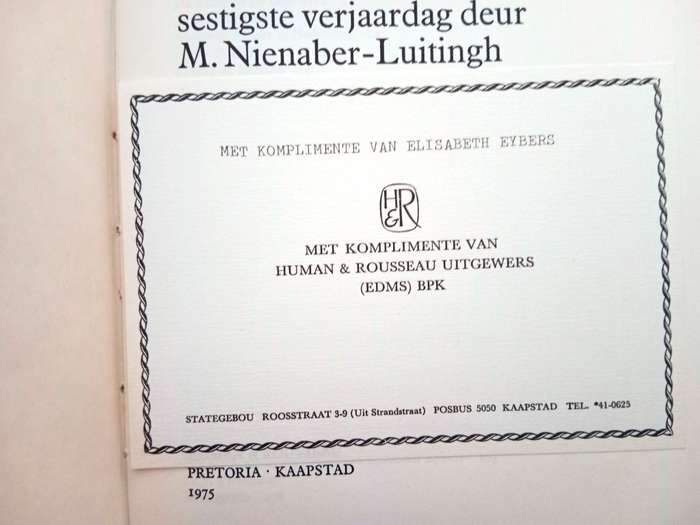 sestigste verjaardag deur
M. Nienaber-Luitingh
MET KOMPLIMENTE VAN ELISABETH EYBERS
H&R
MET KOMPLIMENTE VAN
HUMAN & ROUSSEAU UITGEWERS
(EDMS) BPK
STATEGEBOU ROOSSTRAAT 3-9 (Uit Strandstraat) POSBUS 5050 KAAPSTAD TEL. *41-0625
PRETORIA · KAAPSTAD
1975